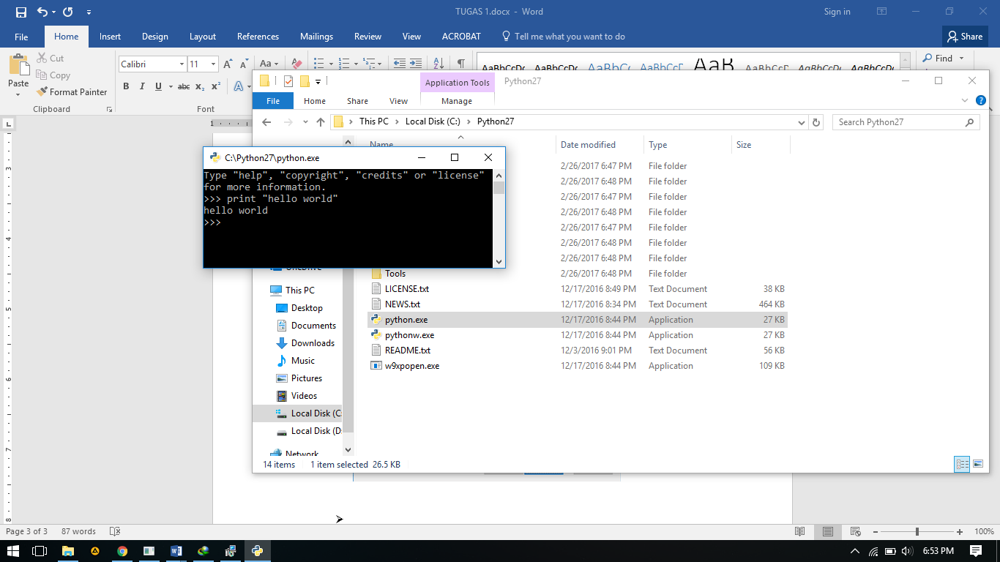 TUGAS 1.docx - Word
Sign in
File Home Insert Design Layout References Mailings Review View ACROBAT Tell me what you want to do Share
Paste
Cut
Copy
Format Painter
Clipboard
Calibri 11
B I U abc x₂ x² A
Aa
Font
AaBbCcDc AaBbCcDc AaBbCcD AaBbCcD AaB AaBbCcD AaBbCcDc AaBbCcDc
Find
Application Tools Python27
File Home Share View Manage
This PC Local Disk (C:) Python27
Search Python27
Name Date modified Type Size
2/26/2017 6:47 PM File folder
2/26/2017 6:48 PM File folder
2/26/2017 6:47 PM File folder
2/26/2017 6:48 PM File folder
2/26/2017 6:47 PM File folder
2/26/2017 6:48 PM File folder
2/26/2017 6:48 PM File folder
Tools 2/26/2017 6:48 PM File folder
LICENSE.txt 12/17/2016 8:49 PM Text Document 38 KB
NEWS.txt 12/17/2016 8:34 PM Text Document 464 KB
python.exe 12/17/2016 8:44 PM Application 27 KB
pythonw.exe 12/17/2016 8:44 PM Application 27 KB
README.txt 12/3/2016 9:01 PM Text Document 56 KB
w9xpopen.exe 12/17/2016 8:44 PM Application 109 KB
C:\Python27\python.exe
Type "help", "copyright", "credits" or "license"
for more information.
>>> print "hello world"
hello world
>>>
OneDrive
This PC
Desktop
Documents
Downloads
Music
Pictures
Videos
Local Disk (C:
Local Disk (D
Network
14 items 1 item selected 26.5 KB
Page 3 of 3 87 words
100%
6:53 PM